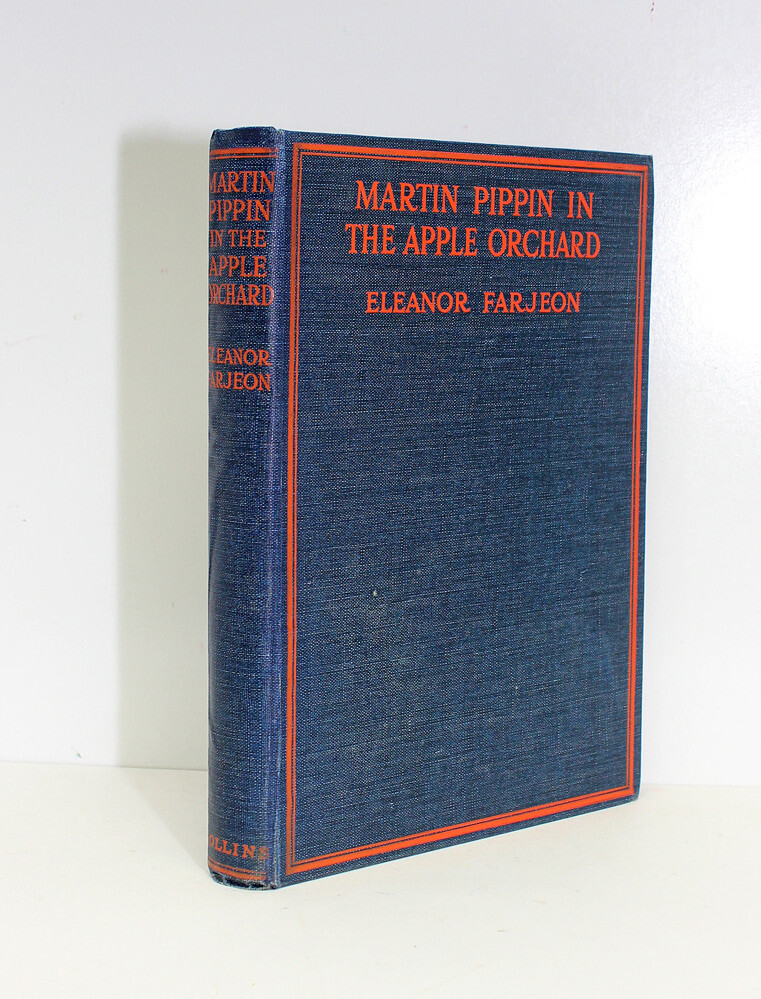 MARTIN PIPPIN IN
THE APPLE ORCHARD
ELEANOR FARJEON
MARTIN
PIPPIN
IN THE
APPLE
ORCHARD
ELEANOR
FARJEON
COLLINS